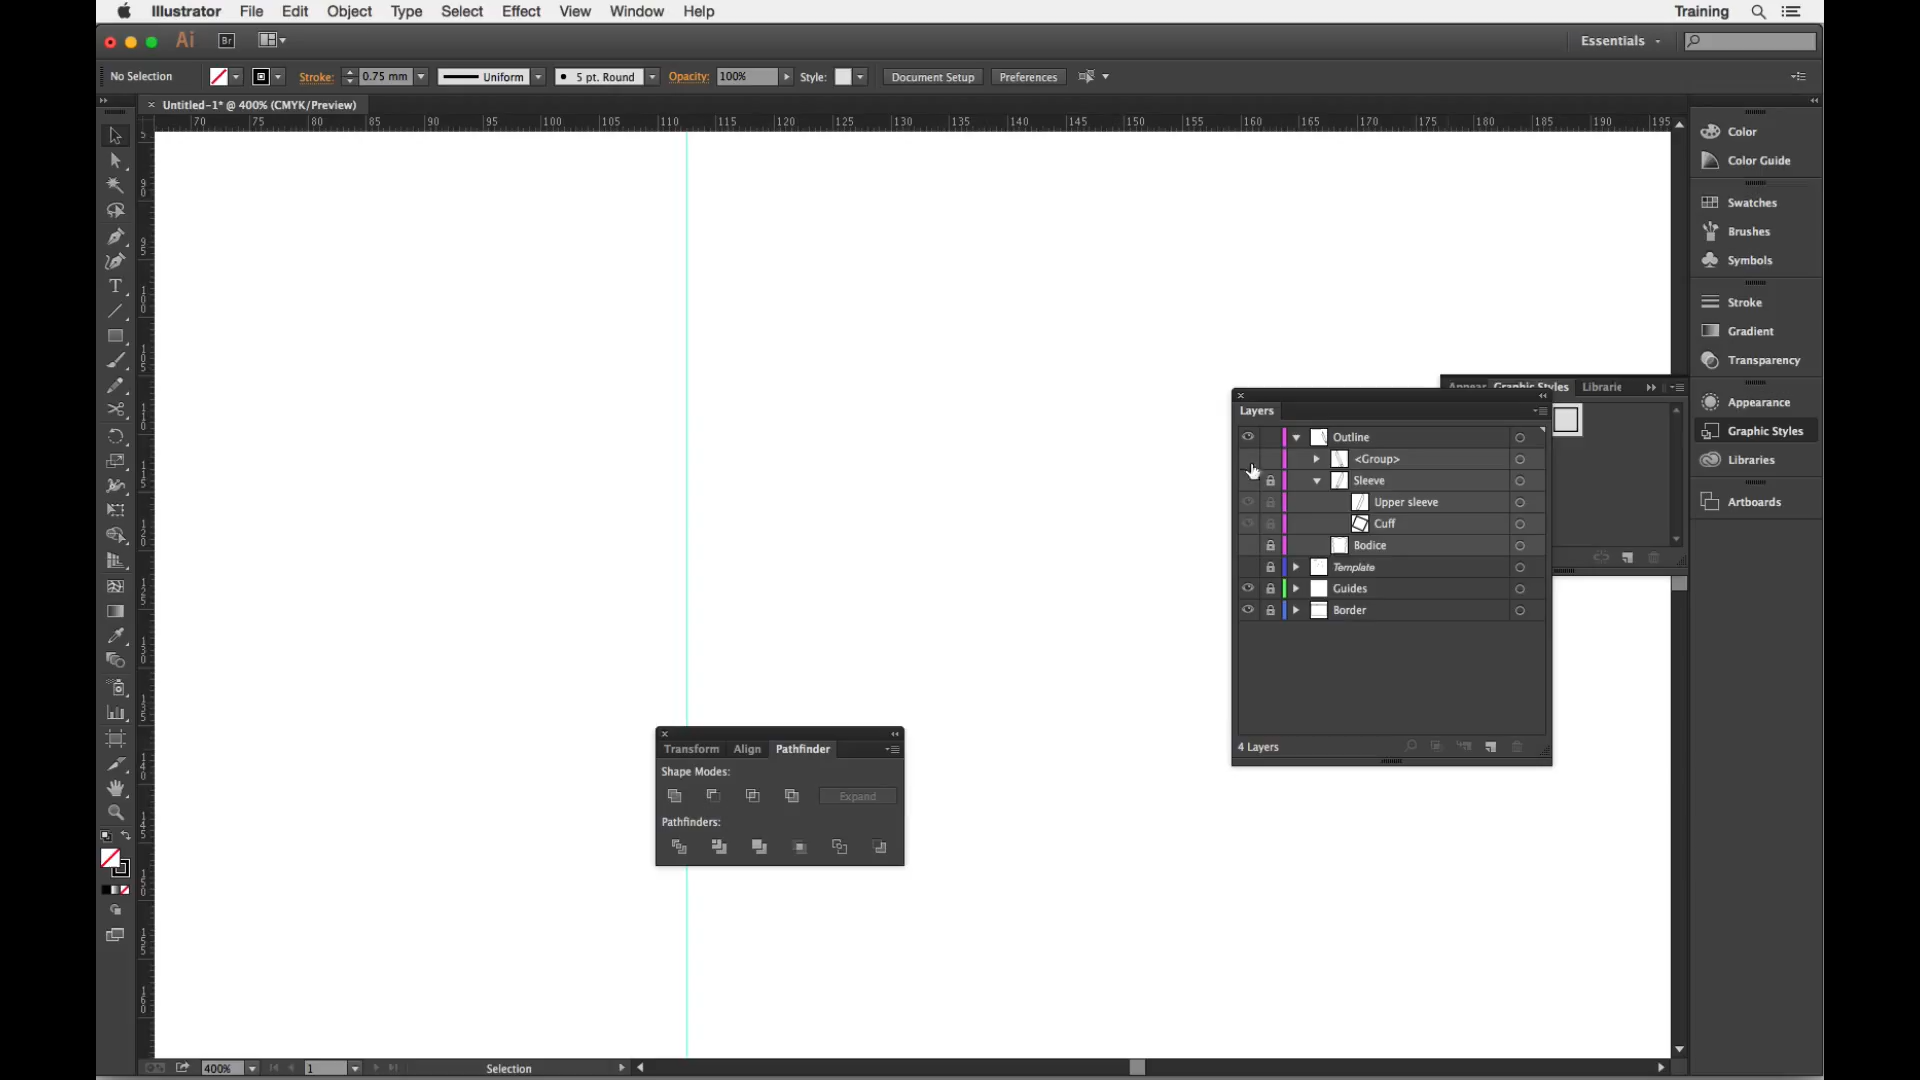 Illustrator File Edit Object Type Select Effect View Window Help Training
Ai Br Essentials
No Selection Stroke: 0.75 mm Uniform 5 pt. Round Opacity: 100% Style: Document Setup Preferences
Untitled-1* @ 400% (CMYK/Preview)
70 75 80 85 90 95 100 105 110 115 120 125 130 135 140 145 150 155 160 165 170 175 180 185 190 195
Color
Color Guide
Swatches
Brushes
Symbols
Stroke
Gradient
Transparency
Appearance
Graphic Styles
Libraries
Artboards
Appear Graphic Styles Librarie
Layers
Outline
<Group>
Sleeve
Upper sleeve
Cuff
Bodice
Template
Guides
Border
4 Layers
Transform Align Pathfinder
Shape Modes:
Expand
Pathfinders:
400% 1 Selection